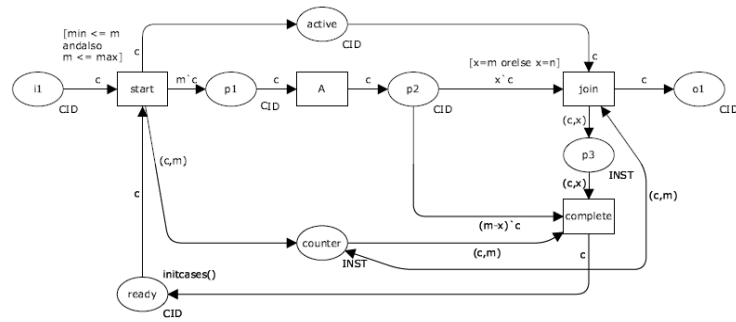 active
CID
[min <= m
andalso
m <= max]
c
c
[x=m orelse x=n]
i1
CID
c
start
m`c
p1
CID
c
A
c
p2
CID
x`c
join
c
o1
CID
(c,x)
p3
INST
(c,m)
c
(c,x)
(c,m)
complete
(m-x)`c
counter
INST
(c,m)
c
initcases()
ready
CID